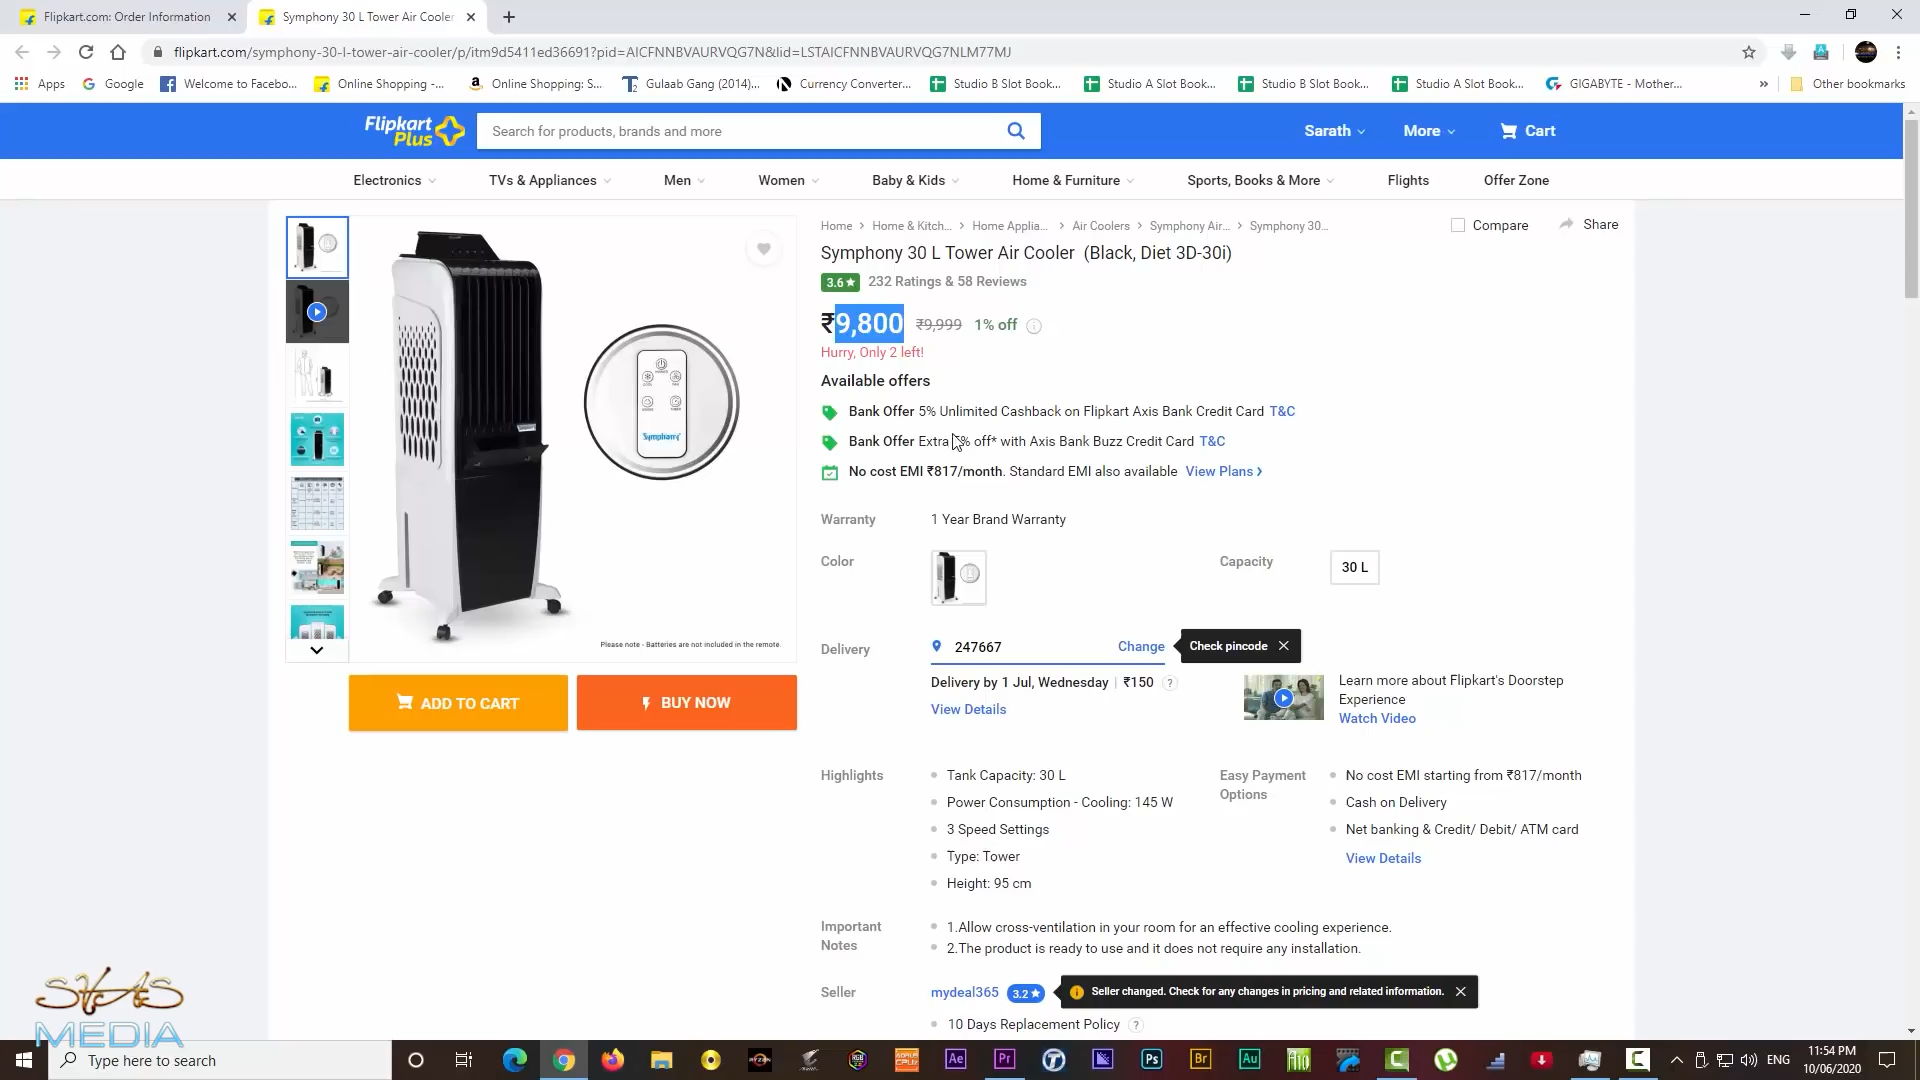 Flipkart.com: Order Information
Symphony 30 L Tower Air Cooler
flipkart.com/symphony-30-l-tower-air-cooler/p/itm9d5411ed36691?pid=AICFNNBVAURVQG7N&lid=LSTAICFNNBVAURVQG7NLM77MJ
Apps Google Welcome to Facebo... Online Shopping -... Online Shopping: S... Gulaab Gang (2014)... Currency Converter... Studio B Slot Book... Studio A Slot Book... Studio B Slot Book... Studio A Slot Book... GIGABYTE - Mother... » Other bookmarks
Flipkart Plus
Search for products, brands and more
Sarath More Cart
Electronics TVs & Appliances Men Women Baby & Kids Home & Furniture Sports, Books & More Flights Offer Zone
Home > Home & Kitch... > Home Applia... > Air Coolers > Symphony Air... > Symphony 30...
Compare Share
Symphony 30 L Tower Air Cooler (Black, Diet 3D-30i)
3.6★ 232 Ratings & 58 Reviews
₹9,800 ₹9,999 1% off
Hurry, Only 2 left!
Available offers
Bank Offer 5% Unlimited Cashback on Flipkart Axis Bank Credit Card T&C
Bank Offer Extra % off* with Axis Bank Buzz Credit Card T&C
No cost EMI ₹817/month. Standard EMI also available View Plans >
Symphony
Please note - Batteries are not included in the remote.
ADD TO CART
BUY NOW
Warranty 1 Year Brand Warranty
Color
Capacity 30 L
Delivery 247667 Change Check pincode
Delivery by 1 Jul, Wednesday | ₹150 ?
View Details
Learn more about Flipkart's Doorstep
Experience
Watch Video
Highlights
Tank Capacity: 30 L
Power Consumption - Cooling: 145 W
3 Speed Settings
Type: Tower
Height: 95 cm
Easy Payment
Options
No cost EMI starting from ₹817/month
Cash on Delivery
Net banking & Credit/ Debit/ ATM card
View Details
Important
Notes
1.Allow cross-ventilation in your room for an effective cooling experience.
2.The product is ready to use and it does not require any installation.
Seller mydeal365 3.2★ Seller changed. Check for any changes in pricing and related information.
10 Days Replacement Policy ?
MEDIA
Type here to search
Ae Pr Ps Br Au
ENG
11:54 PM
10/06/2020